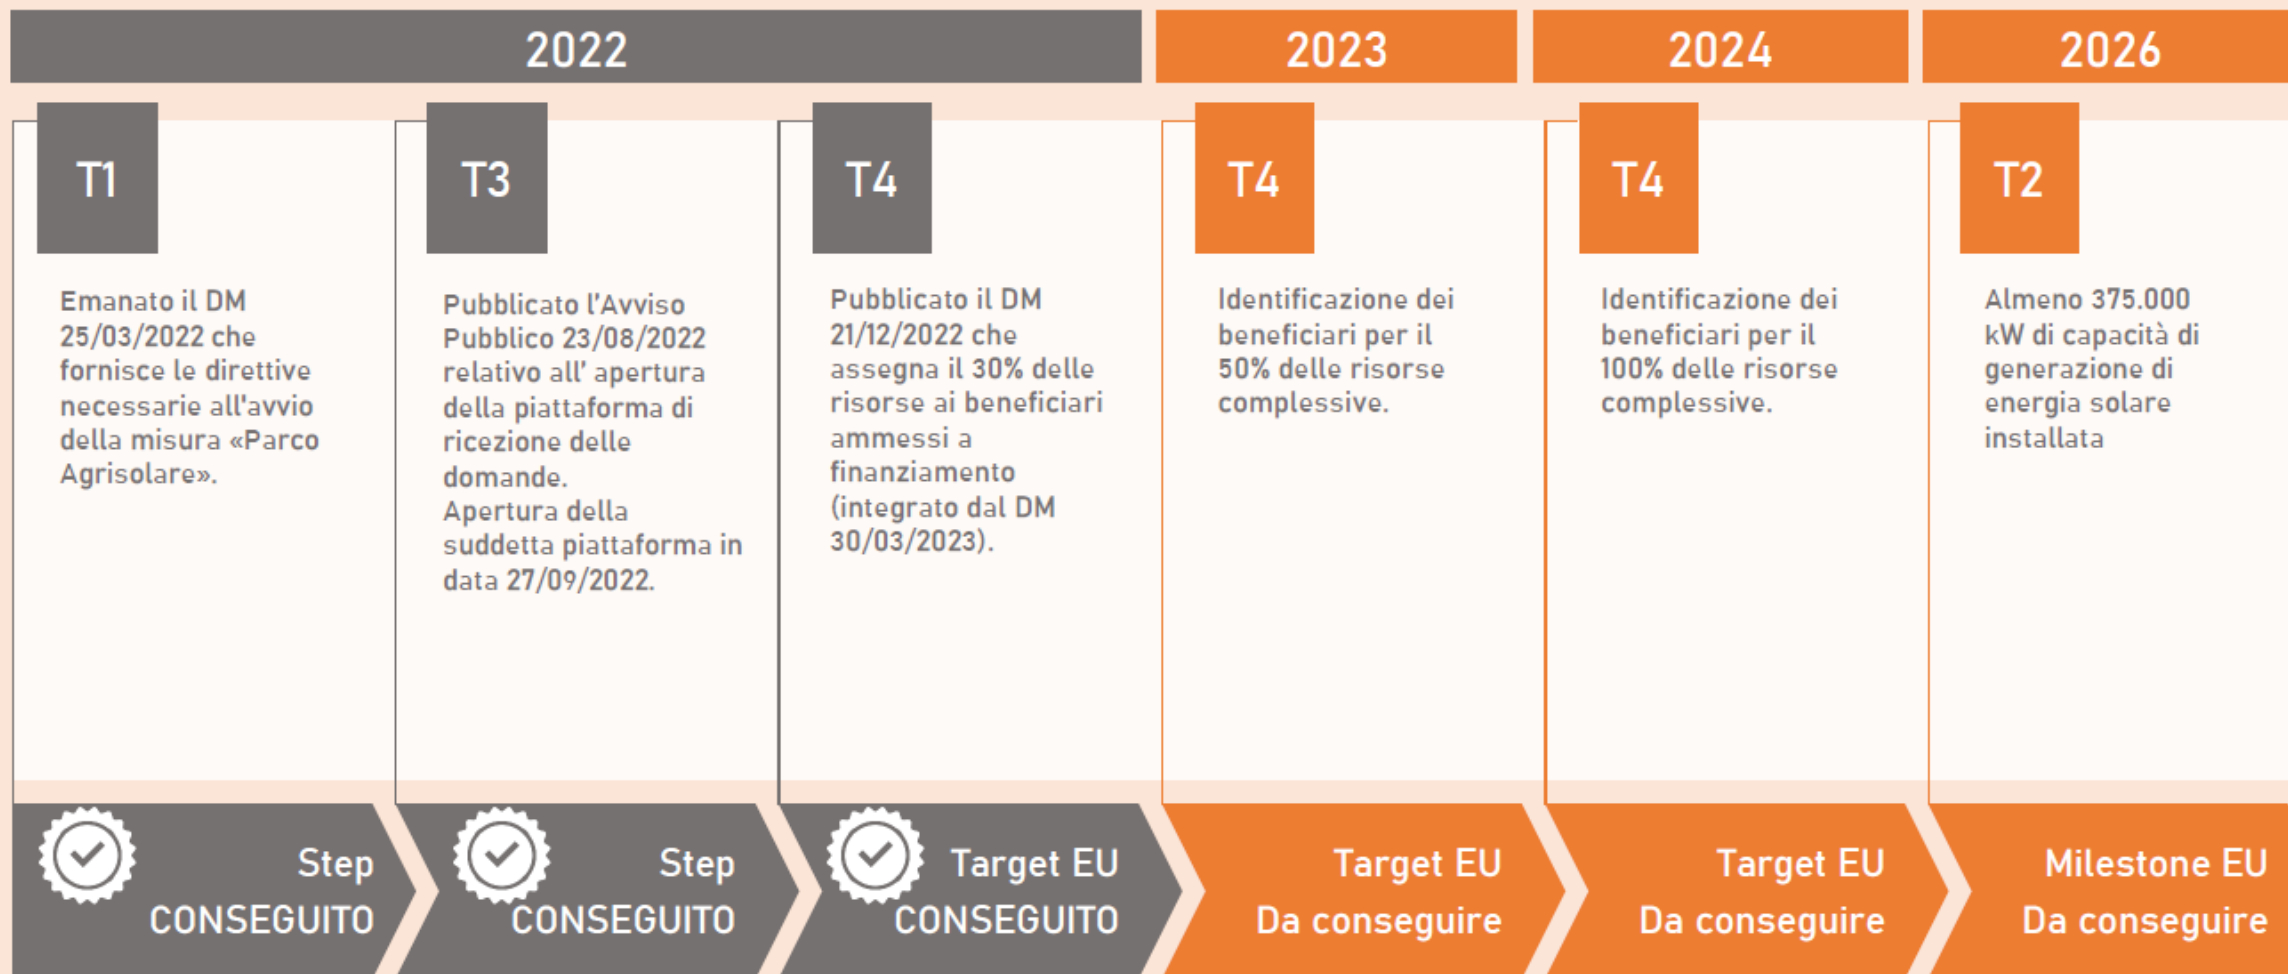 2022
2023
2024
2026
T1
Emanato il DM
25/03/2022 che
fornisce le direttive
necessarie all'avvio
della misura «Parco
Agrisolare».
Step
CONSEGUITO
T3
Pubblicato l'Avviso
Pubblico 23/08/2022
relativo all' apertura
della piattaforma di
ricezione delle
domande.
Apertura della
suddetta piattaforma in
data 27/09/2022.
Step
CONSEGUITO
T4
Pubblicato il DM
21/12/2022 che
assegna il 30% delle
risorse ai beneficiari
ammessi a
finanziamento
(integrato dal DM
30/03/2023).
Target EU
CONSEGUITO
T4
Identificazione dei
beneficiari per il
50% delle risorse
complessive.
Target EU
Da conseguire
T4
Identificazione dei
beneficiari per il
100% delle risorse
complessive.
Target EU
Da conseguire
T2
Almeno 375.000
kW di capacità di
generazione di
energia solare
installata
Milestone EU
Da conseguire